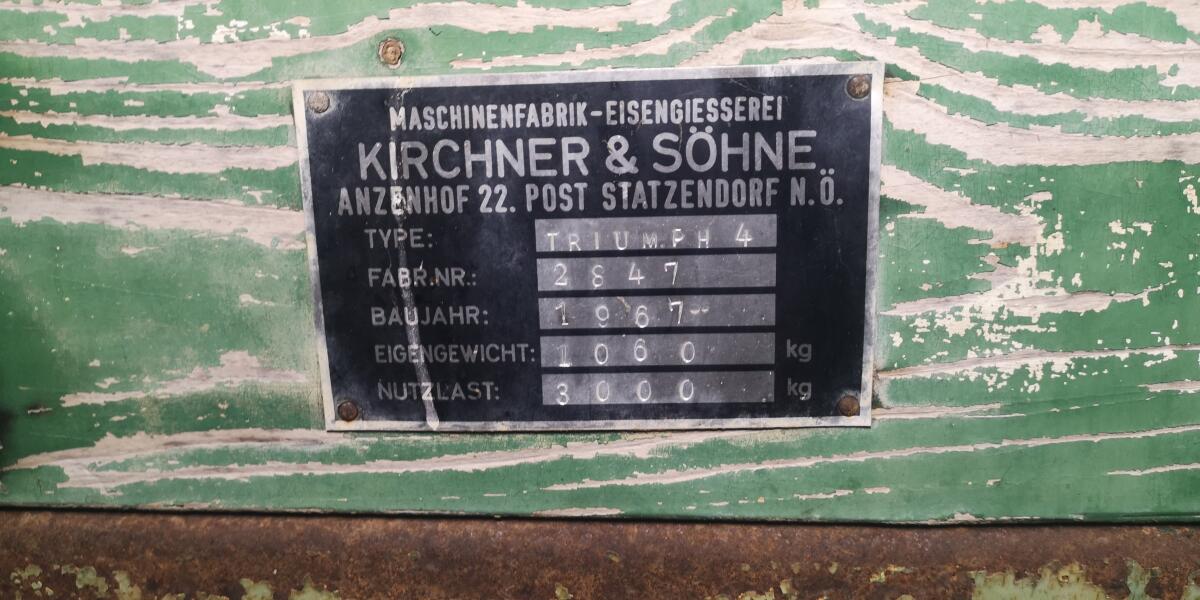 MASCHINENFABRIK-EISENGIESSEREI
KIRCHNER & SÖHNE
ANZENHOF 22. POST STATZENDORF N.Ö.
TYPE: TRIUMPH 4
FABR.NR.: 2847
BAUJAHR: 1967
EIGENGEWICHT: 1060 kg
NUTZLAST: 3000 kg